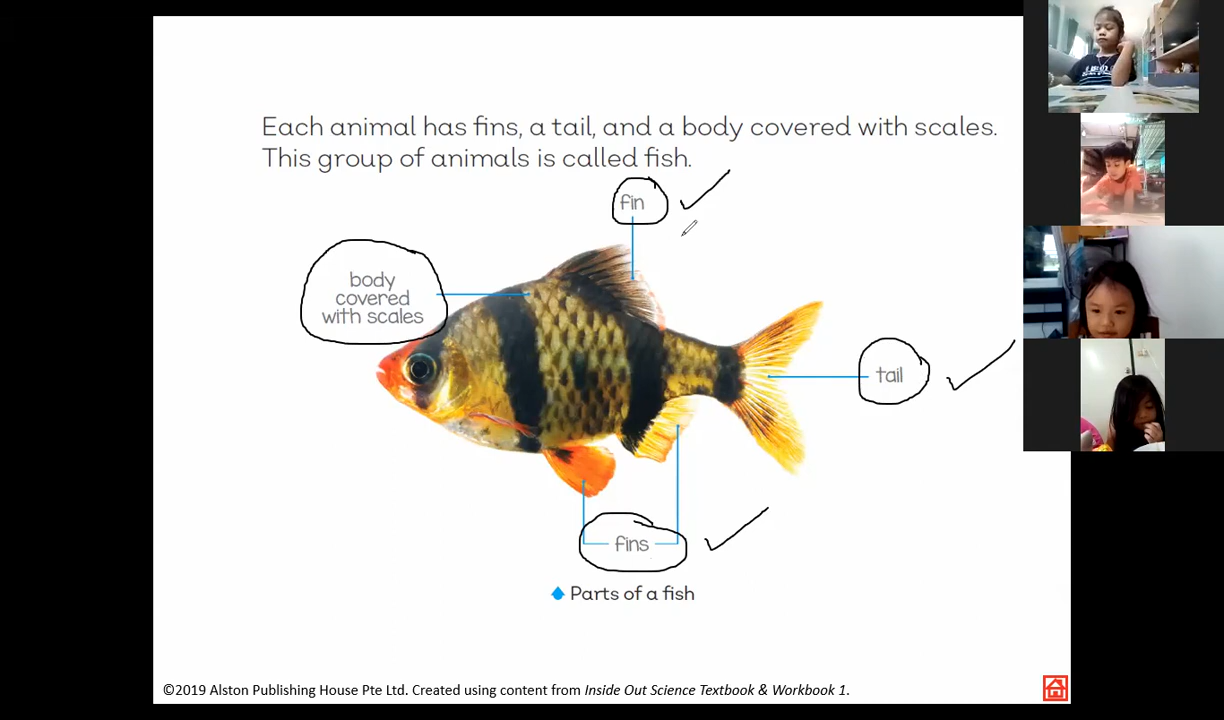 Each animal has fins, a tail, and a body covered with scales.
This group of animals is called fish.
fin
body
covered
with scales
tail
fins
Parts of a fish
©2019 Alston Publishing House Pte Ltd. Created using content from Inside Out Science Textbook & Workbook 1.